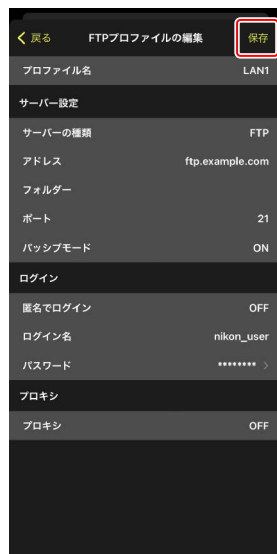 戻る FTPプロファイルの編集 保存
プロファイル名 LAN1
サーバー設定
サーバーの種類 FTP
アドレス ftp.example.com
フォルダー
ポート 21
パッシブモード ON
ログイン
匿名でログイン OFF
ログイン名 nikon_user
パスワード ********
プロキシ
プロキシ OFF